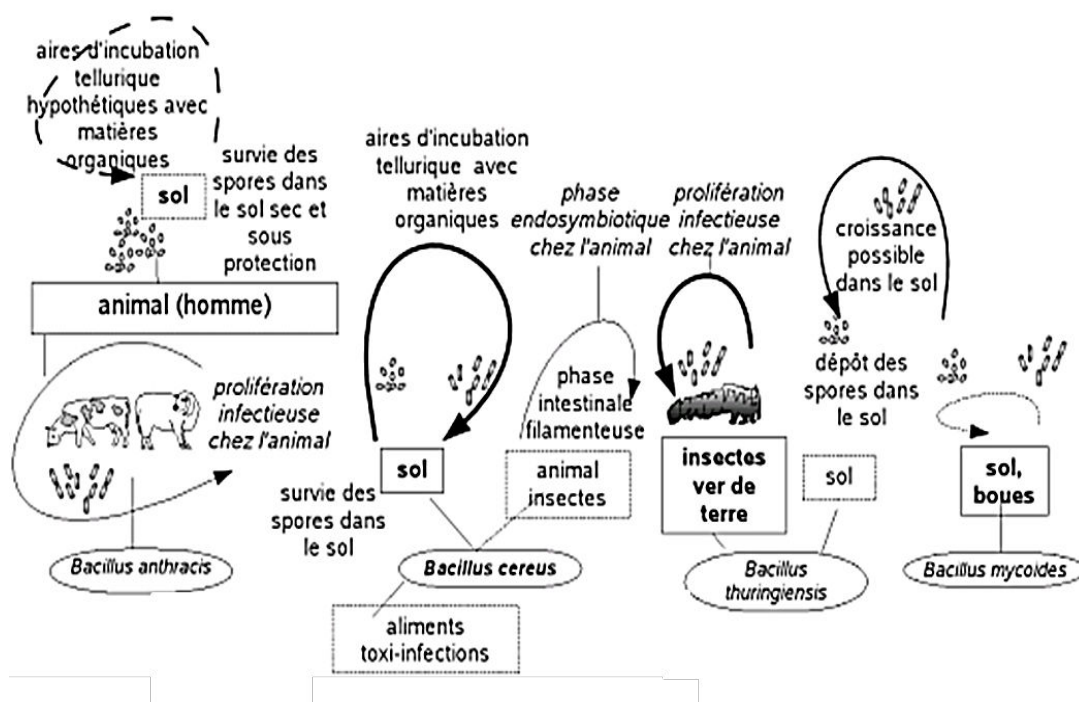 aires d'incubation
tellurique
hypothétiques avec
matières
organiques
sol
survie des
spores dans
le sol sec et
sous
protection
animal (homme)
prolifération
infectieuse
chez l'animal
Bacillus anthracis
aires d'incubation
tellurique avec
matières
organiques
sol
survie des
spores dans
le sol
phase
endosymbiotique
chez l'animal
phase
intestinale
filamenteuse
animal
insectes
Bacillus cereus
aliments
toxi-infections
prolifération
infectieuse
chez l'animal
insectes
ver de
terre
croissance
possible
dans le sol
dépôt des
spores dans
le sol
sol
Bacillus
thuringiensis
sol,
boues
Bacillus mycoides